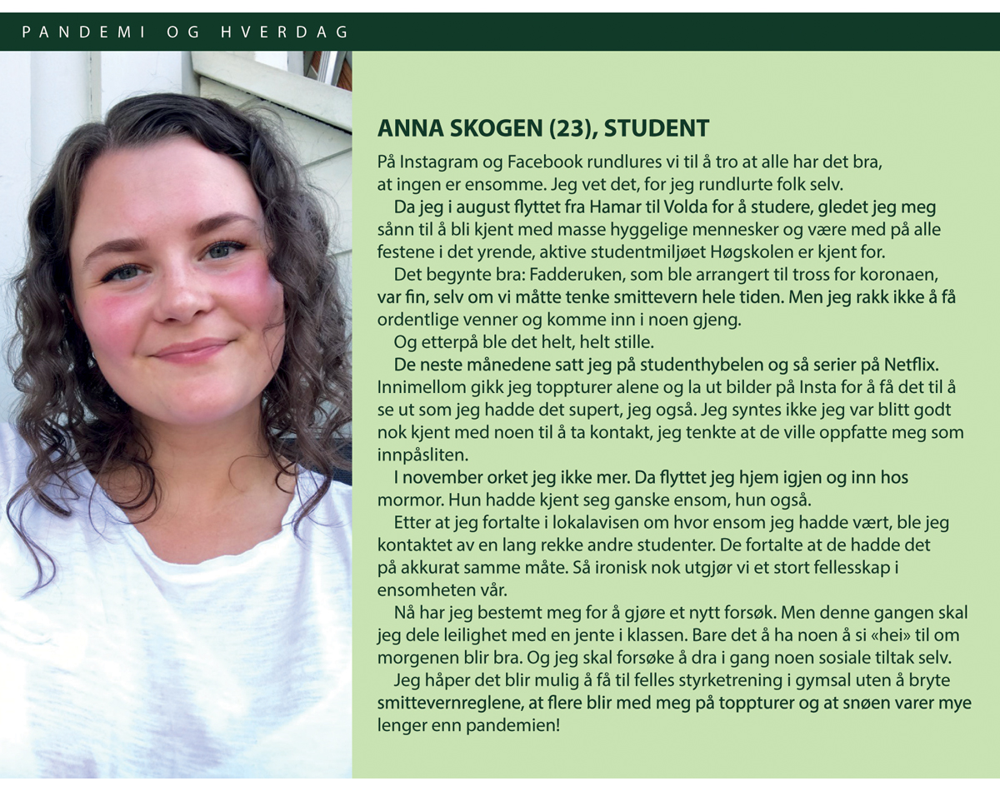 PANDEMI OG HVERDAG
ANNA SKOGEN (23), STUDENT
På Instagram og Facebook rundlures vi til å tro at alle har det bra,
at ingen er ensomme. Jeg vet det, for jeg rundlurte folk selv.
Da jeg i august flyttet fra Hamar til Volda for å studere, gledet jeg meg
sånn til å bli kjent med masse hyggelige mennesker og være med på alle
festene i det yrende, aktive studentmiljøet Høgskolen er kjent for.
Det begynte bra: Fadderuken, som ble arrangert til tross for koronaen,
var fin, selv om vi måtte tenke smittevern hele tiden. Men jeg rakk ikke å få
ordentlige venner og komme inn i noen gjeng.
Og etterpå ble det helt, helt stille.
De neste månedene satt jeg på studenthybelen og så serier på Netflix.
Innimellom gikk jeg toppturer alene og la ut bilder på Insta for å få det til å
se ut som jeg hadde det supert, jeg også. Jeg syntes ikke jeg var blitt godt
nok kjent med noen til å ta kontakt, jeg tenkte at de ville oppfatte meg som
innpåsliten.
I november orket jeg ikke mer. Da flyttet jeg hjem igjen og inn hos
mormor. Hun hadde kjent seg ganske ensom, hun også.
Etter at jeg fortalte i lokalavisen om hvor ensom jeg hadde vært, ble jeg
kontaktet av en lang rekke andre studenter. De fortalte at de hadde det
på akkurat samme måte. Så ironisk nok utgjør vi et stort fellesskap i
ensomheten vår.
Nå har jeg bestemt meg for å gjøre et nytt forsøk. Men denne gangen skal
jeg dele leilighet med en jente i klassen. Bare det å ha noen å si «hei» til om
morgenen blir bra. Og jeg skal forsøke å dra i gang noen sosiale tiltak selv.
Jeg håper det blir mulig å få til felles styrketrening i gymsal uten å bryte
smittevernreglene, at flere blir med meg på toppturer og at snøen varer mye
lenger enn pandemien!